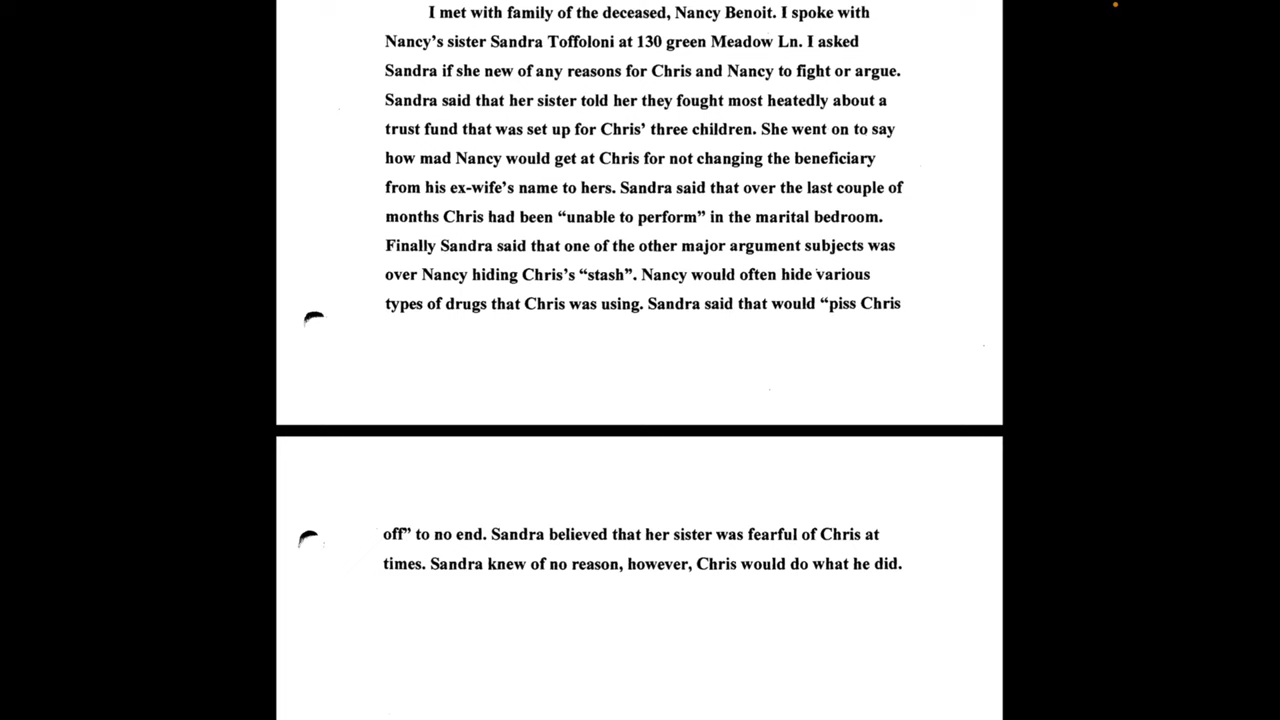 I met with family of the deceased, Nancy Benoit. I spoke with
Nancy’s sister Sandra Toffoloni at 130 green Meadow Ln. I asked
Sandra if she new of any reasons for Chris and Nancy to fight or argue.
Sandra said that her sister told her they fought most heatedly about a
trust fund that was set up for Chris’ three children. She went on to say
how mad Nancy would get at Chris for not changing the beneficiary
from his ex-wife’s name to hers. Sandra said that over the last couple of
months Chris had been “unable to perform” in the marital bedroom.
Finally Sandra said that one of the other major argument subjects was
over Nancy hiding Chris’s “stash”. Nancy would often hide various
types of drugs that Chris was using. Sandra said that would “piss Chris
off” to no end. Sandra believed that her sister was fearful of Chris at
times. Sandra knew of no reason, however, Chris would do what he did.